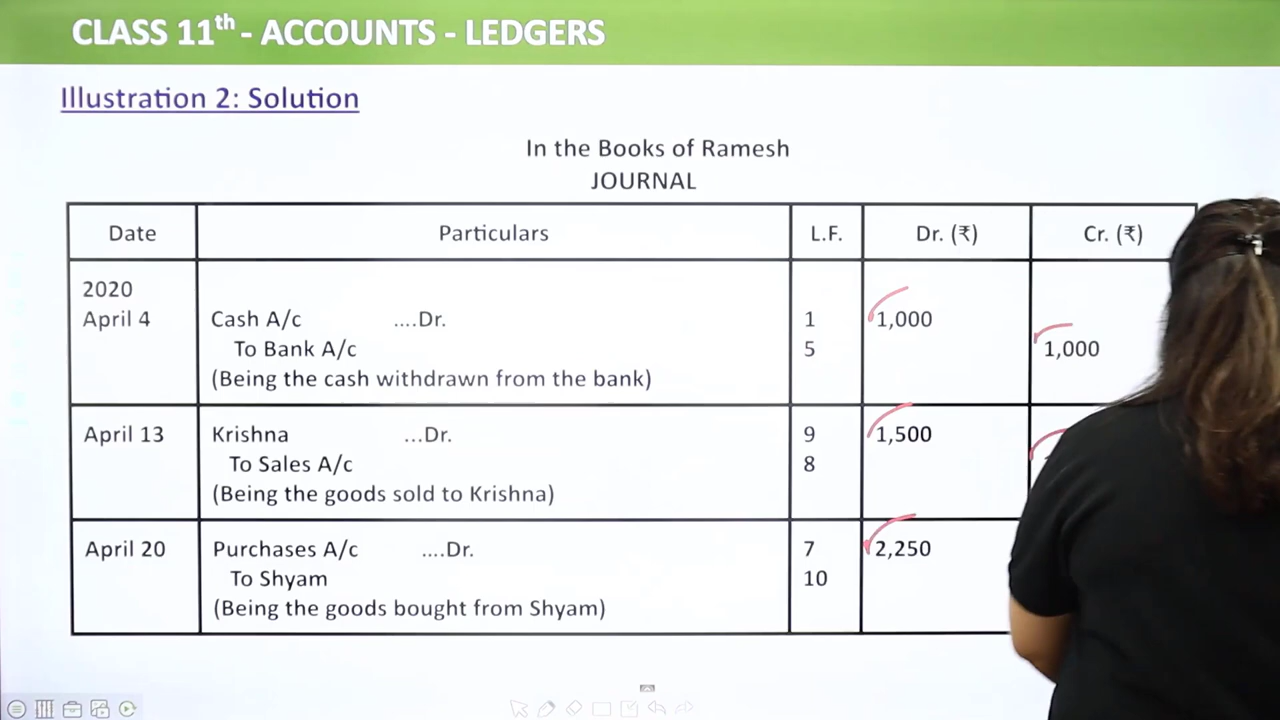 CLASS 11th - ACCOUNTS - LEDGERS
Illustration 2: Solution
In the Books of Ramesh
JOURNAL
Date Particulars L.F. Dr. (₹) Cr. (₹)
2020
April 4 Cash A/c ....Dr. 1 1,000
To Bank A/c 5 1,000
(Being the cash withdrawn from the bank)
April 13 Krishna ...Dr. 9 1,500
To Sales A/c 8
(Being the goods sold to Krishna)
April 20 Purchases A/c ....Dr. 7 2,250
To Shyam 10
(Being the goods bought from Shyam)